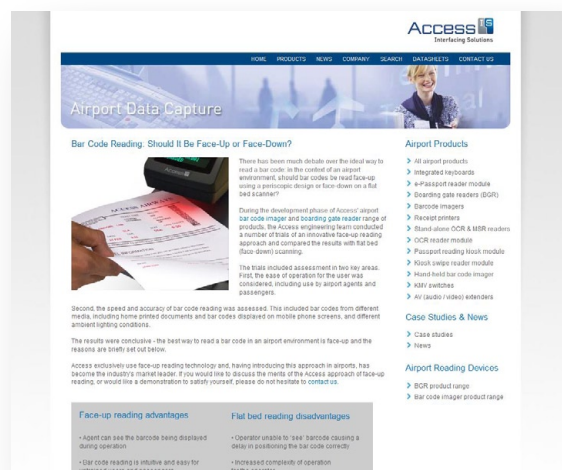 Access IS
Interfacing Solutions
HOME PRODUCTS NEWS COMPANY SEARCH DATASHEETS CONTACT US
Airport Data Capture
Bar Code Reading: Should It Be Face-Up or Face-Down?
There has been much debate over the ideal way to
read a bar code: in the context of an airport
environment, should bar codes be read face-up
using a periscopic design or face-down on a flat
bed scanner?
During the development phase of Access' airport
bar code imager and boarding gate reader range of
products, the Access engineering team conducted
a number of trials of an innovative face-up reading
approach and compared the results with flat bed
(face-down) scanning.
The trials included assessment in two key areas.
First, the ease of operation for the user was
considered, including use by airport agents and
passengers.
Second, the speed and accuracy of bar code reading was assessed. This included bar codes from different
media, including home printed documents and bar codes displayed on mobile phone screens, and different
ambient lighting conditions.
The results were conclusive - the best way to read a bar code in an airport environment is face-up and the
reasons are briefly set out below.
Access exclusively use face-up reading technology and, having introduced this approach in airports, has
become the industry's market leader. If you would like to discuss the merits of the Access approach of face-up
reading, or would like a demonstration to satisfy yourself, please do not hesitate to contact us.
Face-up reading advantages
• Agent can see the barcode being displayed
during operation
• Bar code reading is intuitive and easy for
Flat bed reading disadvantages
• Operator unable to 'see' barcode causing a
delay in positioning the bar code correctly
• Increased complexity of operation
Airport Products
All airport products
Integrated keyboards
e-Passport reader module
Boarding gate readers (BGR)
Barcode imagers
Receipt printers
Stand-alone OCR & MSR readers
OCR reader module
Passport reading kiosk module
Kiosk swipe reader module
Hand-held bar code imager
KMV switches
AV (audio / video) extenders
Case Studies & News
Case studies
News
Airport Reading Devices
BGR product range
Bar code imager product range